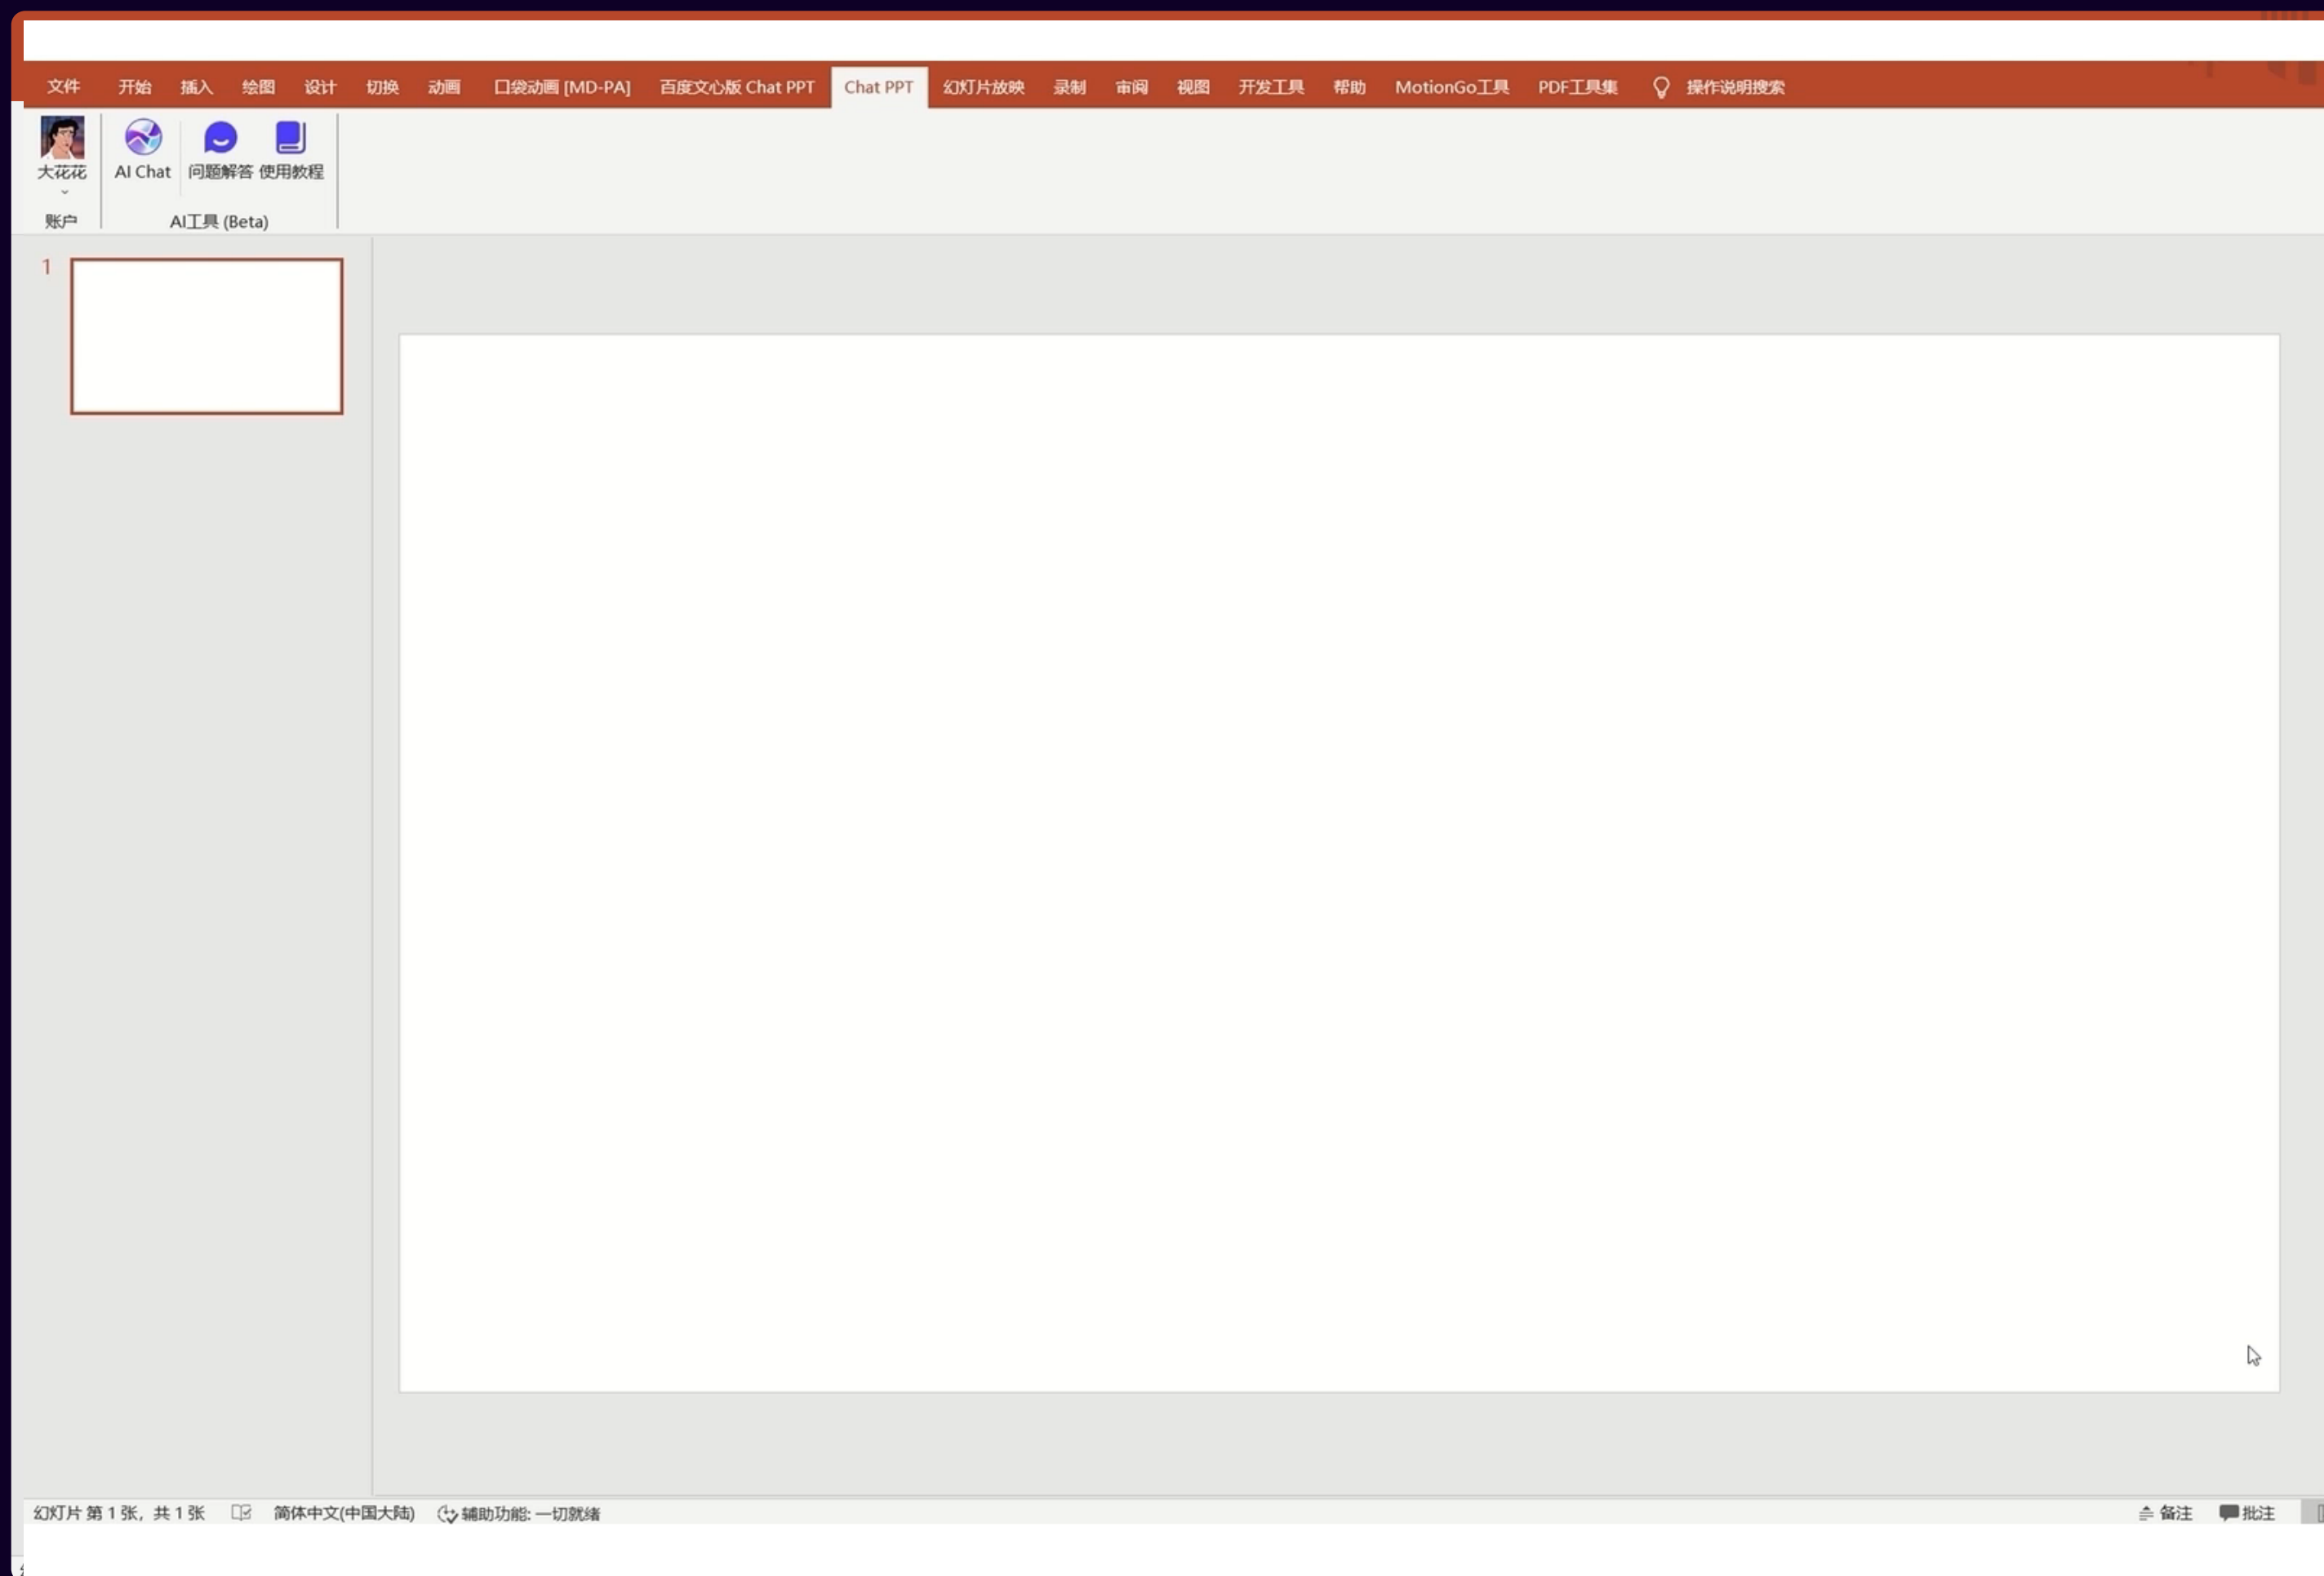 文件 开始 插入 绘图 设计 切换 动画 口袋动画 [MD-PA] 百度文心版 Chat PPT Chat PPT 幻灯片放映 录制 审阅 视图 开发工具 帮助 MotionGo工具 PDF工具集 操作说明搜索
大花花 AI Chat 问题解答 使用教程
账户 AI工具 (Beta)
1
幻灯片 第 1 张，共 1 张 简体中文(中国大陆) 辅助功能: 一切就绪 备注 批注